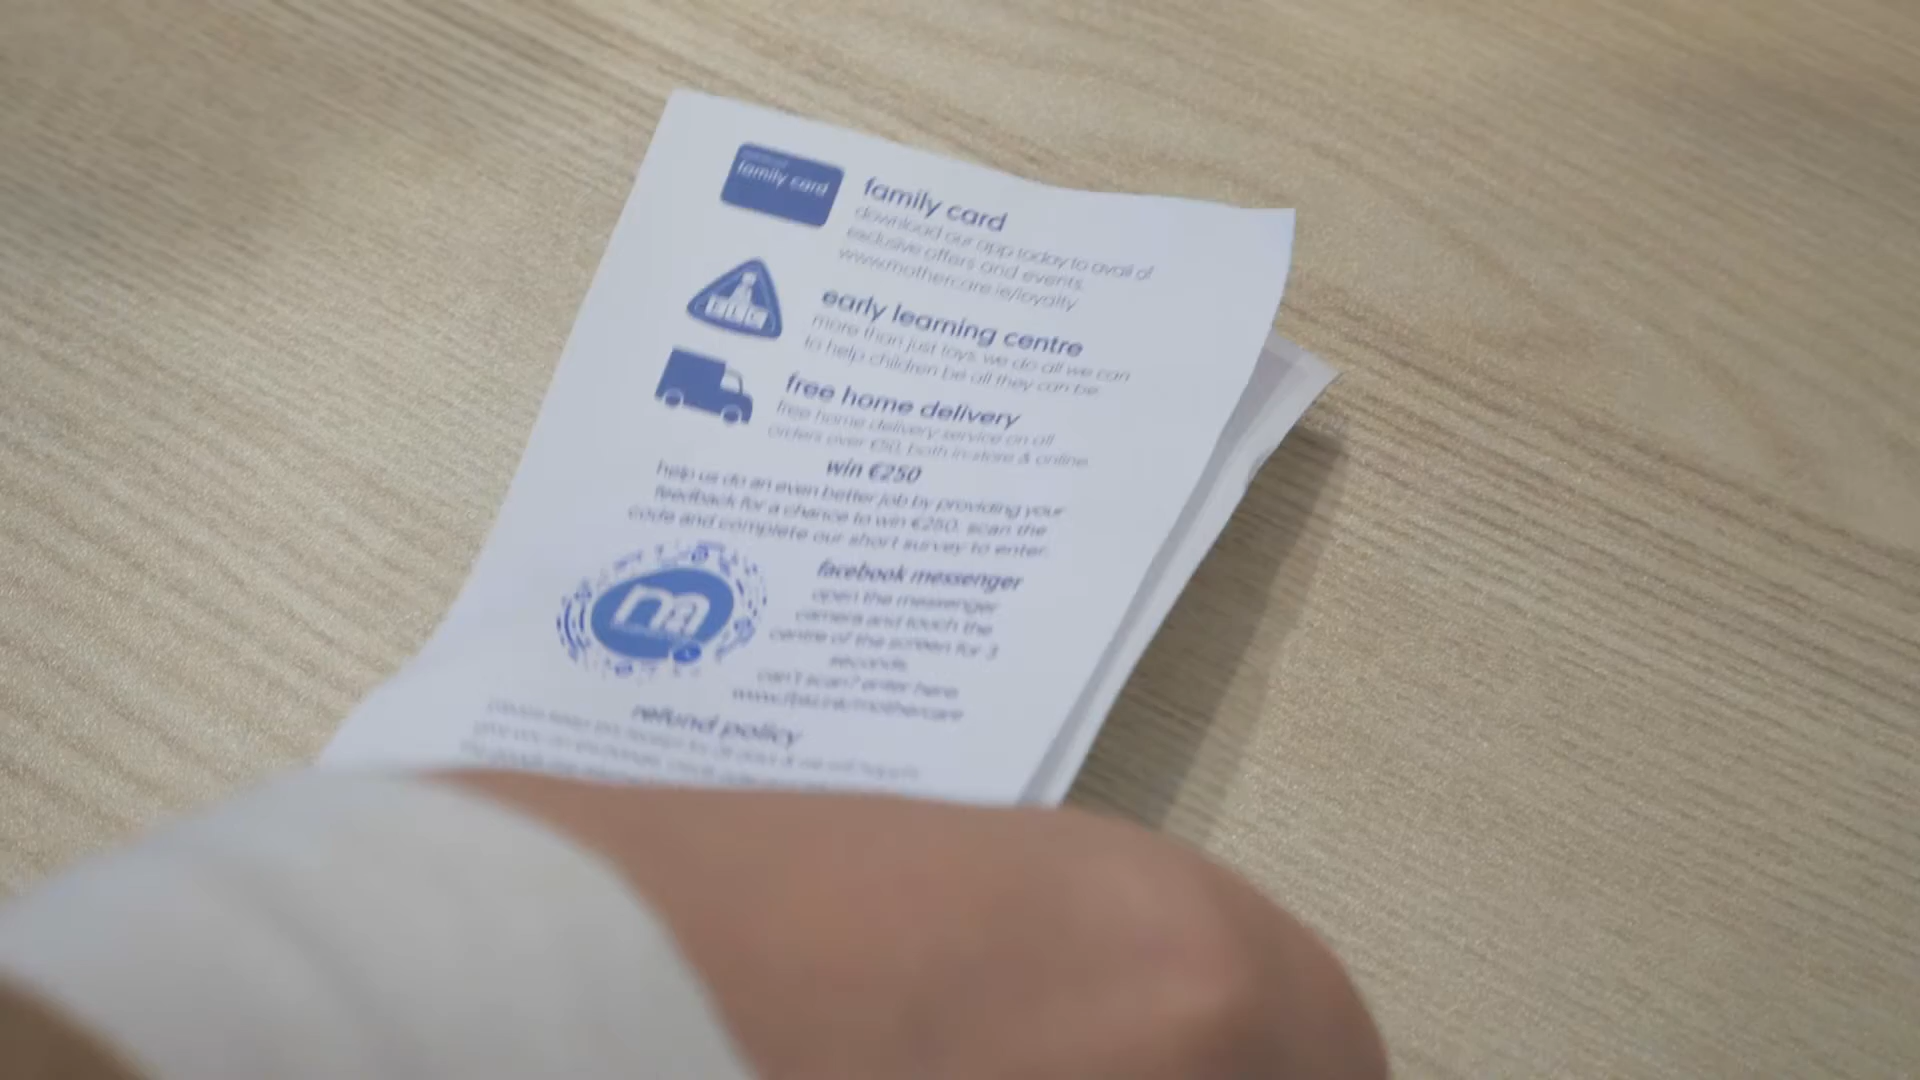 family card
family card
download our app today to avail of
exclusive offers and events.
www.mothercare.ie/loyalty
early learning centre
more than just toys, we do all we can
to help children be all they can be.
free home delivery
free home delivery service on all
orders over €50, both in-store & online
win €250
help us do an even better job by providing your
feedback for a chance to win €250. scan the
code and complete our short survey to enter.
facebook messenger
open the messenger
camera and touch the
centre of the screen for 3
seconds.
can't scan? enter here
refund policy